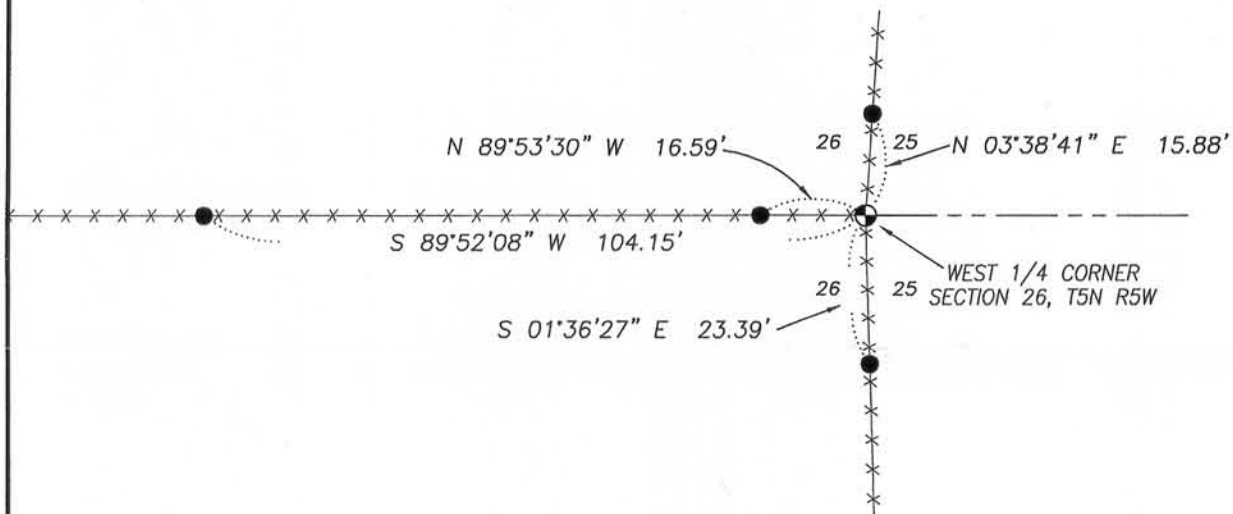 N 89°53'30" W 16.59'
26 25
N 03°38'41" E 15.88'
S 89°52'08" W 104.15'
26 25
WEST 1/4 CORNER
SECTION 26, T5N R5W
S 01°36'27" E 23.39'